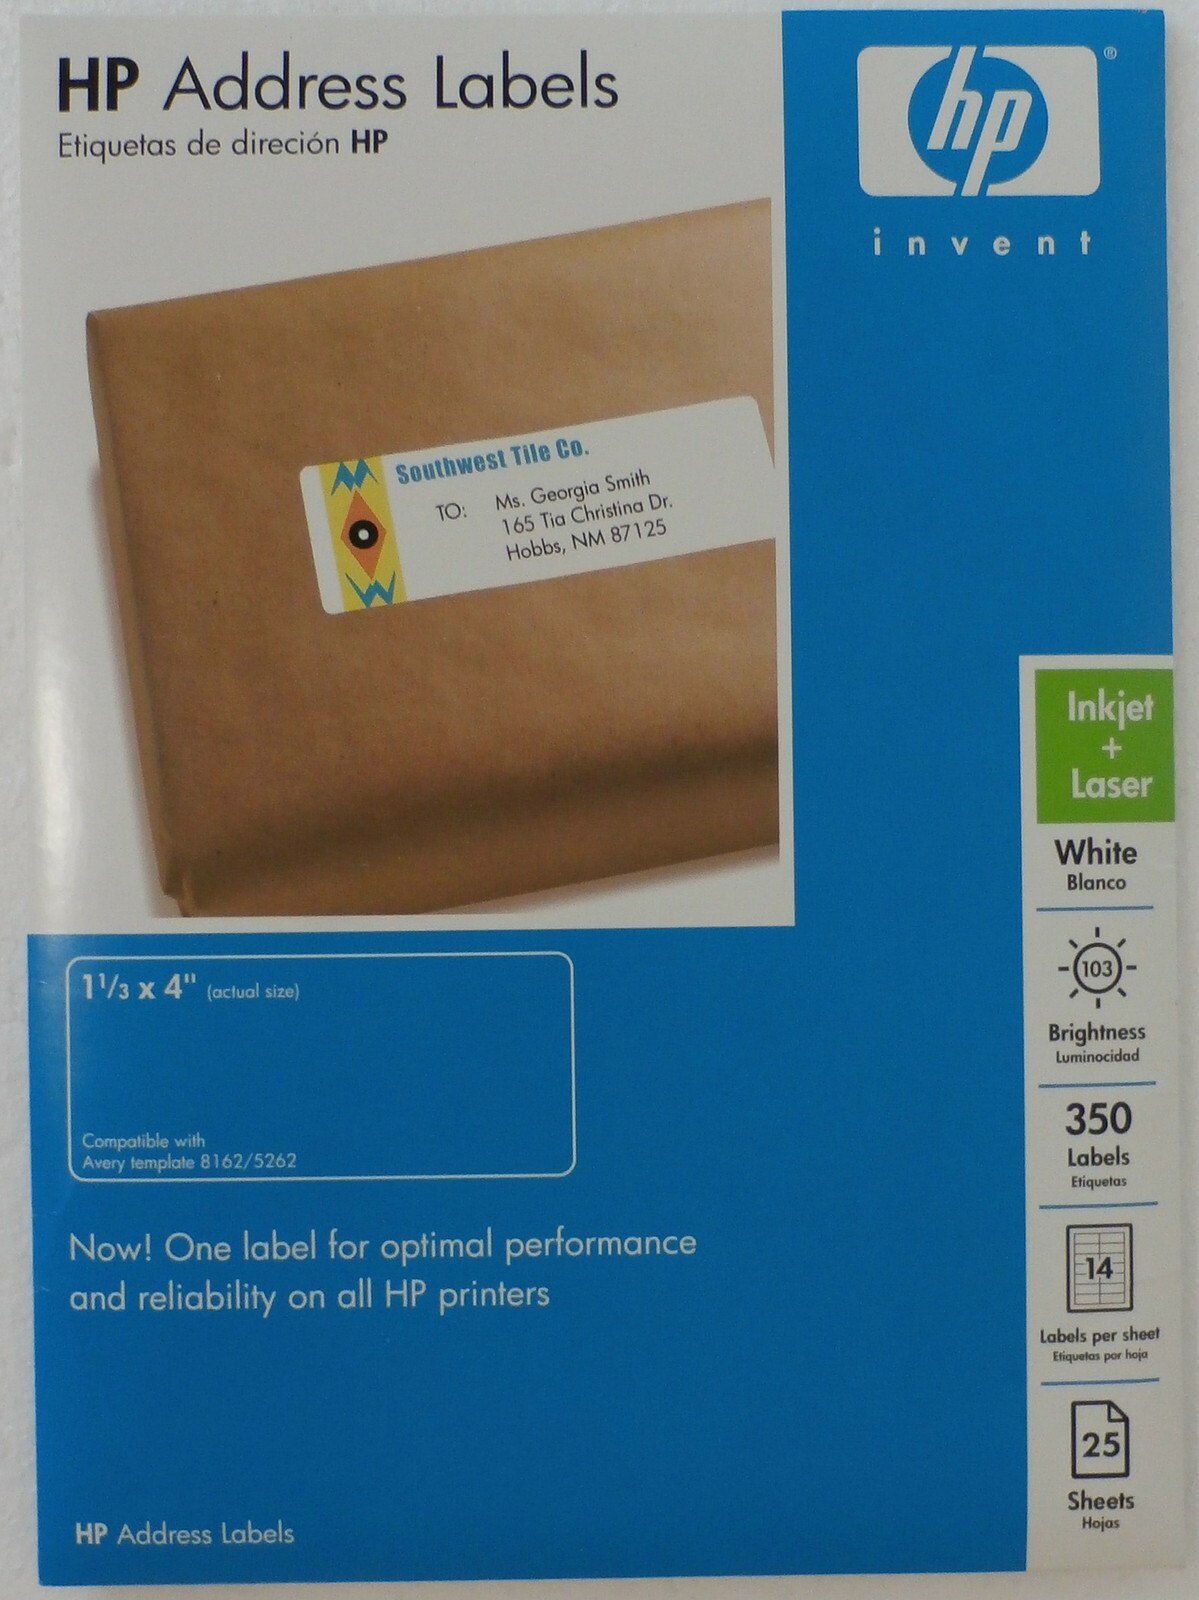 HP Address Labels
Etiquetas de direción HP
hp
®
invent
Southwest Tile Co.
TO: Ms. Georgia Smith
165 Tia Christina Dr.
Hobbs, NM 87125
Inkjet
+
Laser
White
Blanco
103
Brightness
Luminocidad
350
Labels
Etiquetas
14
Labels per sheet
Etiquetas por hoja
25
Sheets
Hojas
1 1/3 x 4" (actual size)
Compatible with
Avery template 8162/5262
Now! One label for optimal performance
and reliability on all HP printers
HP Address Labels